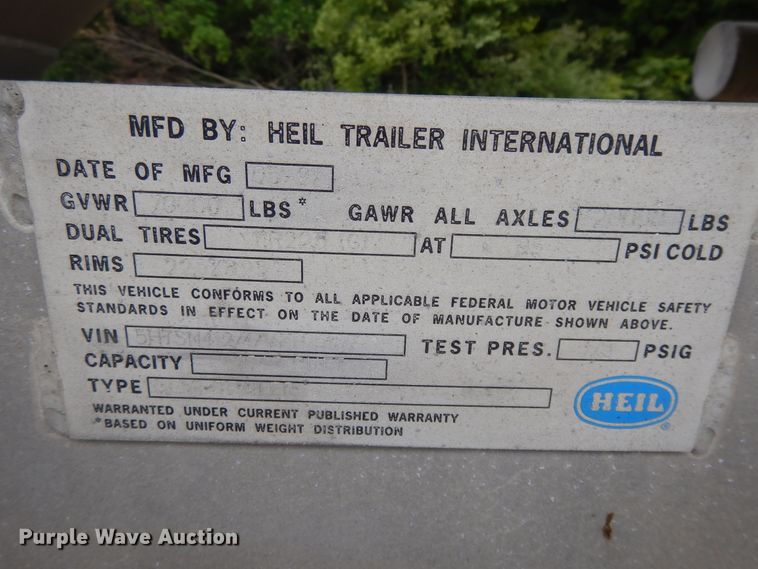 MFD BY: HEIL TRAILER INTERNATIONAL
DATE OF MFG
GVWR LBS* GAWR ALL AXLES LBS
DUAL TIRES AT PSI COLD
RIMS
THIS VEHICLE CONFORMS TO ALL APPLICABLE FEDERAL MOTOR VEHICLE SAFETY
STANDARDS IN EFFECT ON THE DATE OF MANUFACTURE SHOWN ABOVE.
VIN TEST PRES. PSIG
CAPACITY
TYPE
HEIL®
WARRANTED UNDER CURRENT PUBLISHED WARRANTY
*BASED ON UNIFORM WEIGHT DISTRIBUTION
Purple Wave Auction